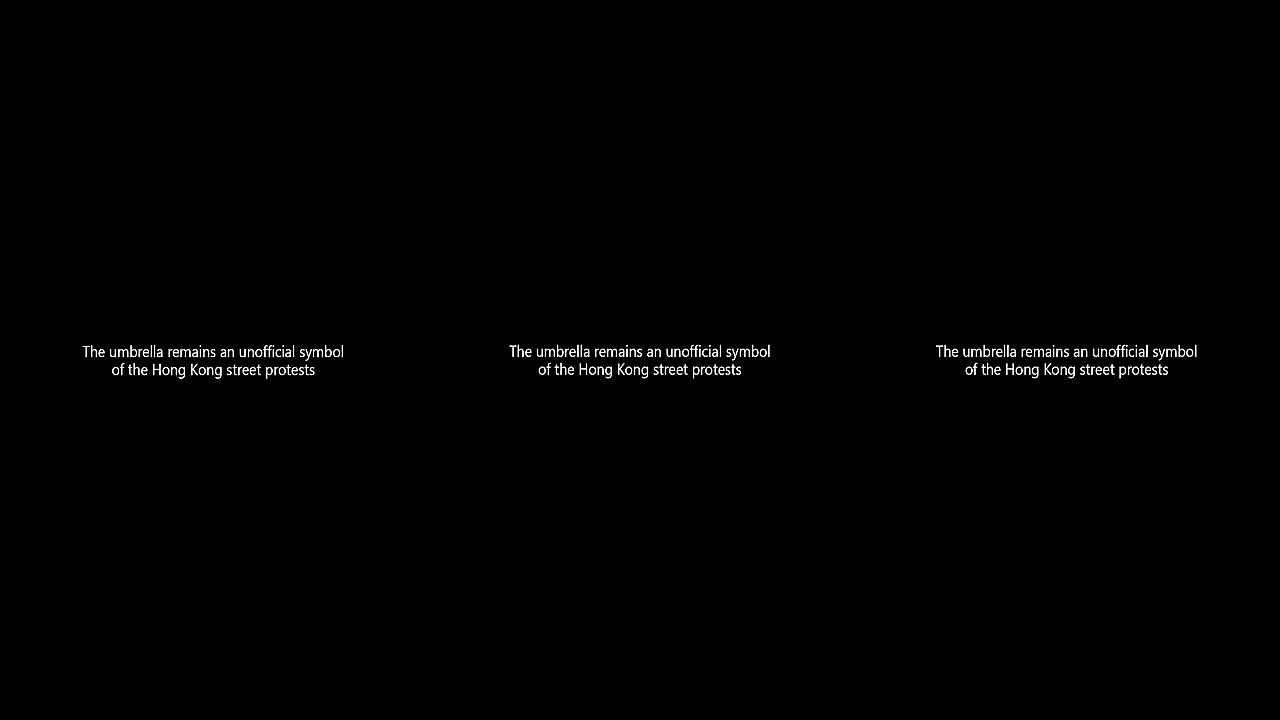 The umbrella remains an unofficial symbol
of the Hong Kong street protests
The umbrella remains an unofficial symbol
of the Hong Kong street protests
The umbrella remains an unofficial symbol
of the Hong Kong street protests